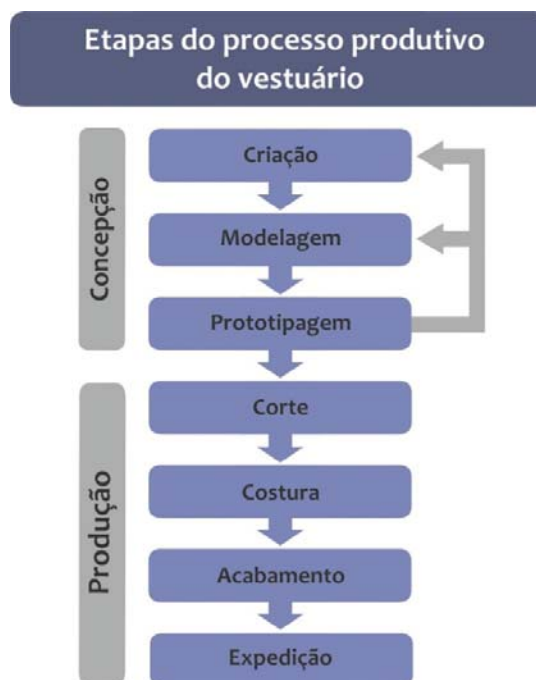 Etapas do processo produtivo
do vestuário
Concepção
Criação
Modelagem
Prototipagem
Produção
Corte
Costura
Acabamento
Expedição